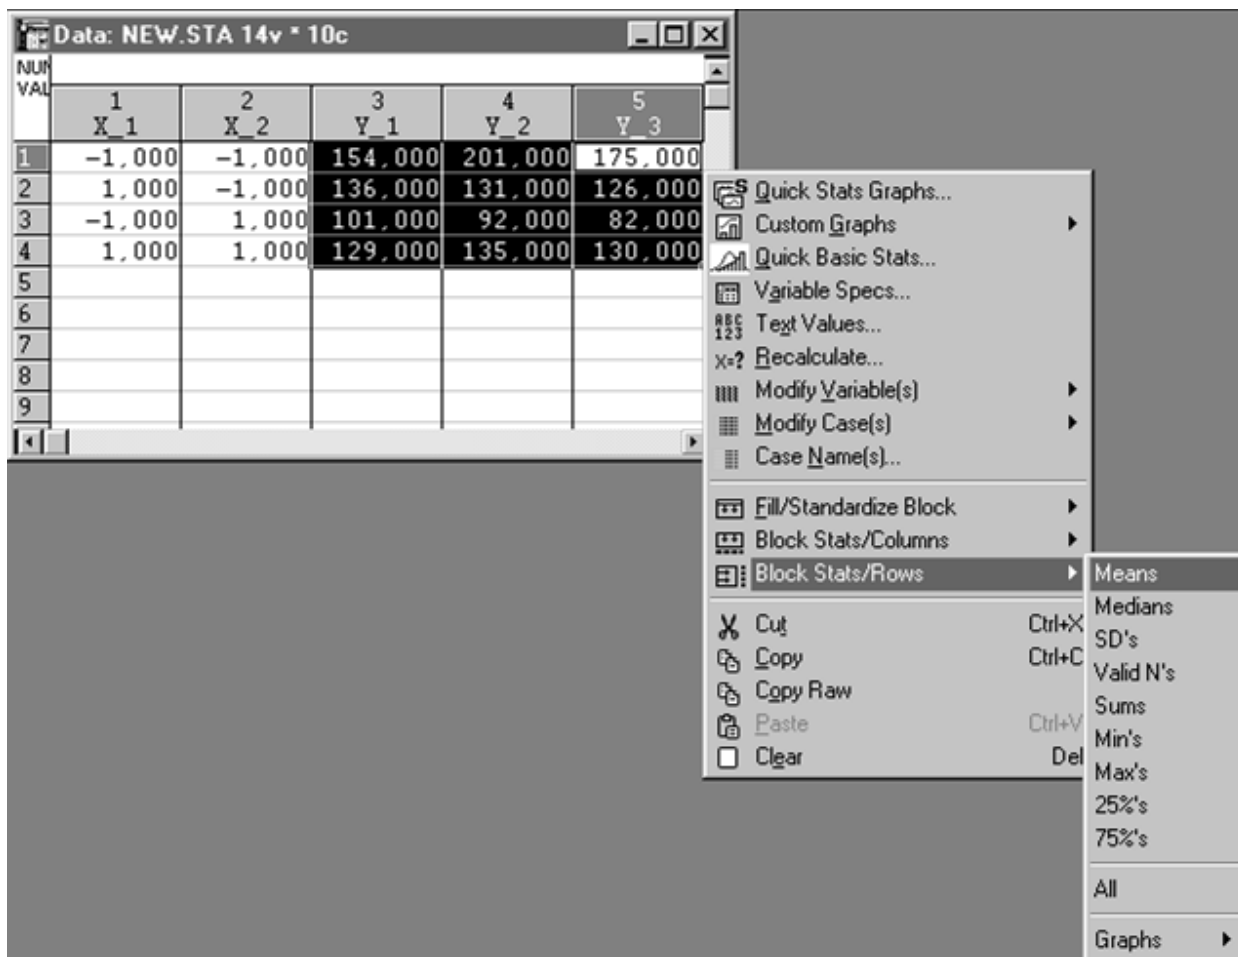 Data: NEW.STA 14v * 10c
NUM
VAL
1 2 3 4 5
X_1 X_2 Y_1 Y_2 Y_3
1 -1,000 -1,000 154,000 201,000 175,000
2 1,000 -1,000 136,000 131,000 126,000
3 -1,000 1,000 101,000 92,000 82,000
4 1,000 1,000 129,000 135,000 130,000
5
6
7
8
9
Quick Stats Graphs...
Custom Graphs
Quick Basic Stats...
Variable Specs...
ABC
123
Text Values...
x=? Recalculate...
Modify Variable(s)
Modify Case(s)
Case Name(s)...
Fill/Standardize Block
Block Stats/Columns
Block Stats/Rows
Cut Ctrl+X
Copy Ctrl+C
Copy Raw
Paste Ctrl+V
Clear Del
Means
Medians
SD's
Valid N's
Sums
Min's
Max's
25%'s
75%'s
All
Graphs